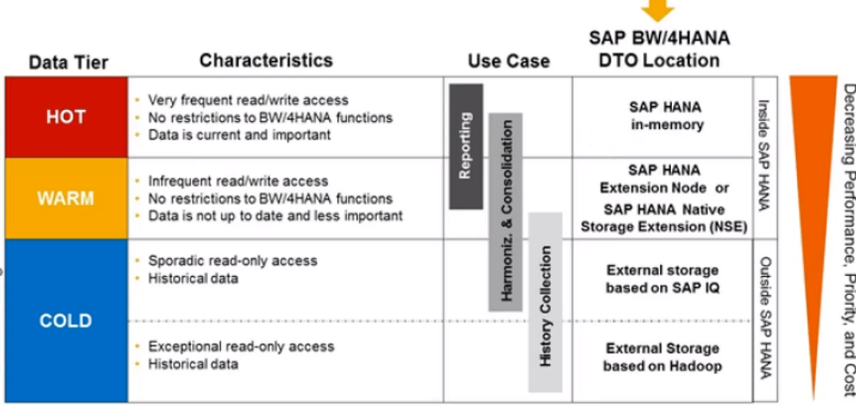 SAP BW/4HANA
Data Tier Characteristics Use Case DTO Location
HOT
• Very frequent read/write access
• No restrictions to BW/4HANA functions
• Data is current and important
SAP HANA
in-memory
WARM
• Infrequent read/write access
• No restrictions to BW/4HANA functions
• Data is not up to date and less important
SAP HANA
Extension Node or
SAP HANA Native
Storage Extension (NSE)
COLD
• Sporadic read-only access
• Historical data
External storage
based on SAP IQ
• Exceptional read-only access
• Historical data
External Storage
based on Hadoop
Reporting
Harmoniz. & Consolidation
History Collection
Inside SAP HANA
Outside SAP HANA
Decreasing Performance, Priority, and Cost